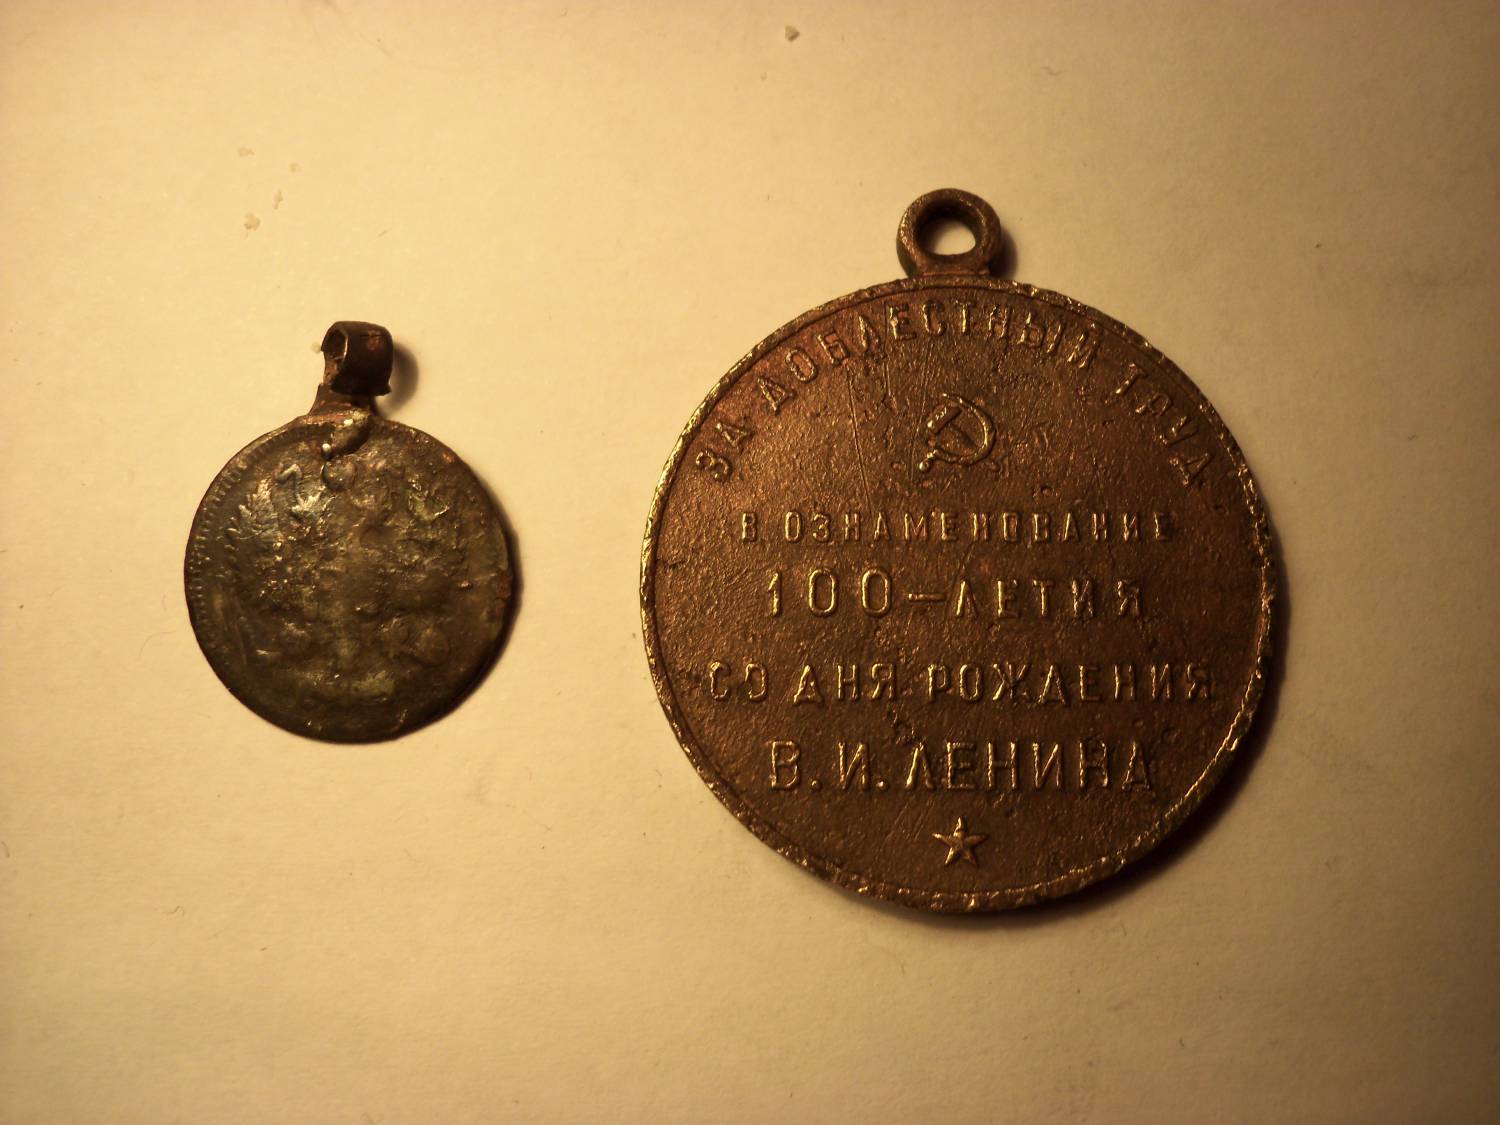 ЗА ДОБЛЕСТНЫЙ ТРУД
В ОЗНАМЕНОВАНИЕ
100-ЛЕТИЯ
СО ДНЯ РОЖДЕНИЯ
В.И.ЛЕНИНА